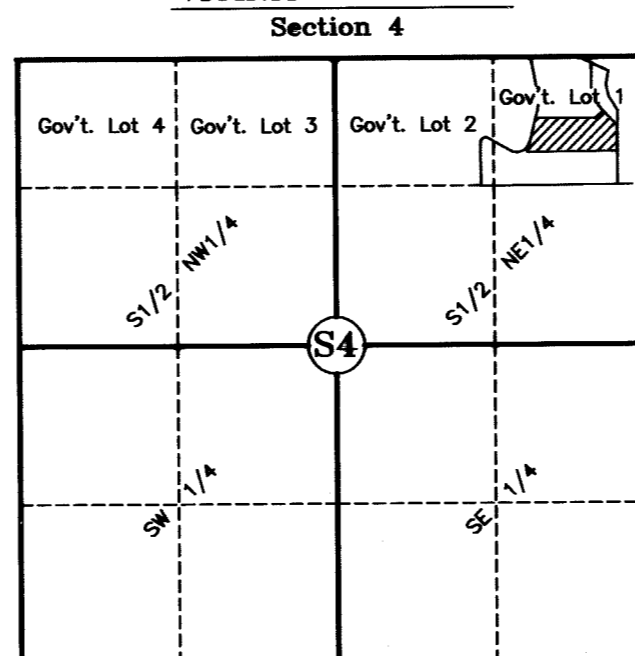 Section 4
Gov't. Lot 4 Gov't. Lot 3 Gov't. Lot 2 Gov't. Lot 1
S1/2 NW1/4 S1/2 NE1/4
S4
SW 1/4 SE 1/4